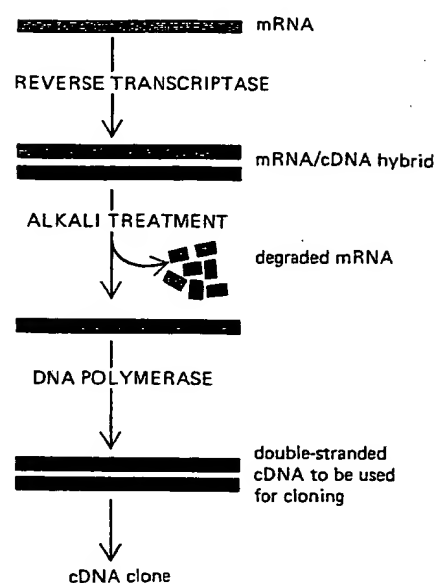 mRNA
REVERSE TRANSCRIPTASE
mRNA/cDNA hybrid
ALKALI TREATMENT
degraded mRNA
DNA POLYMERASE
double-stranded
cDNA to be used
for cloning
cDNA clone